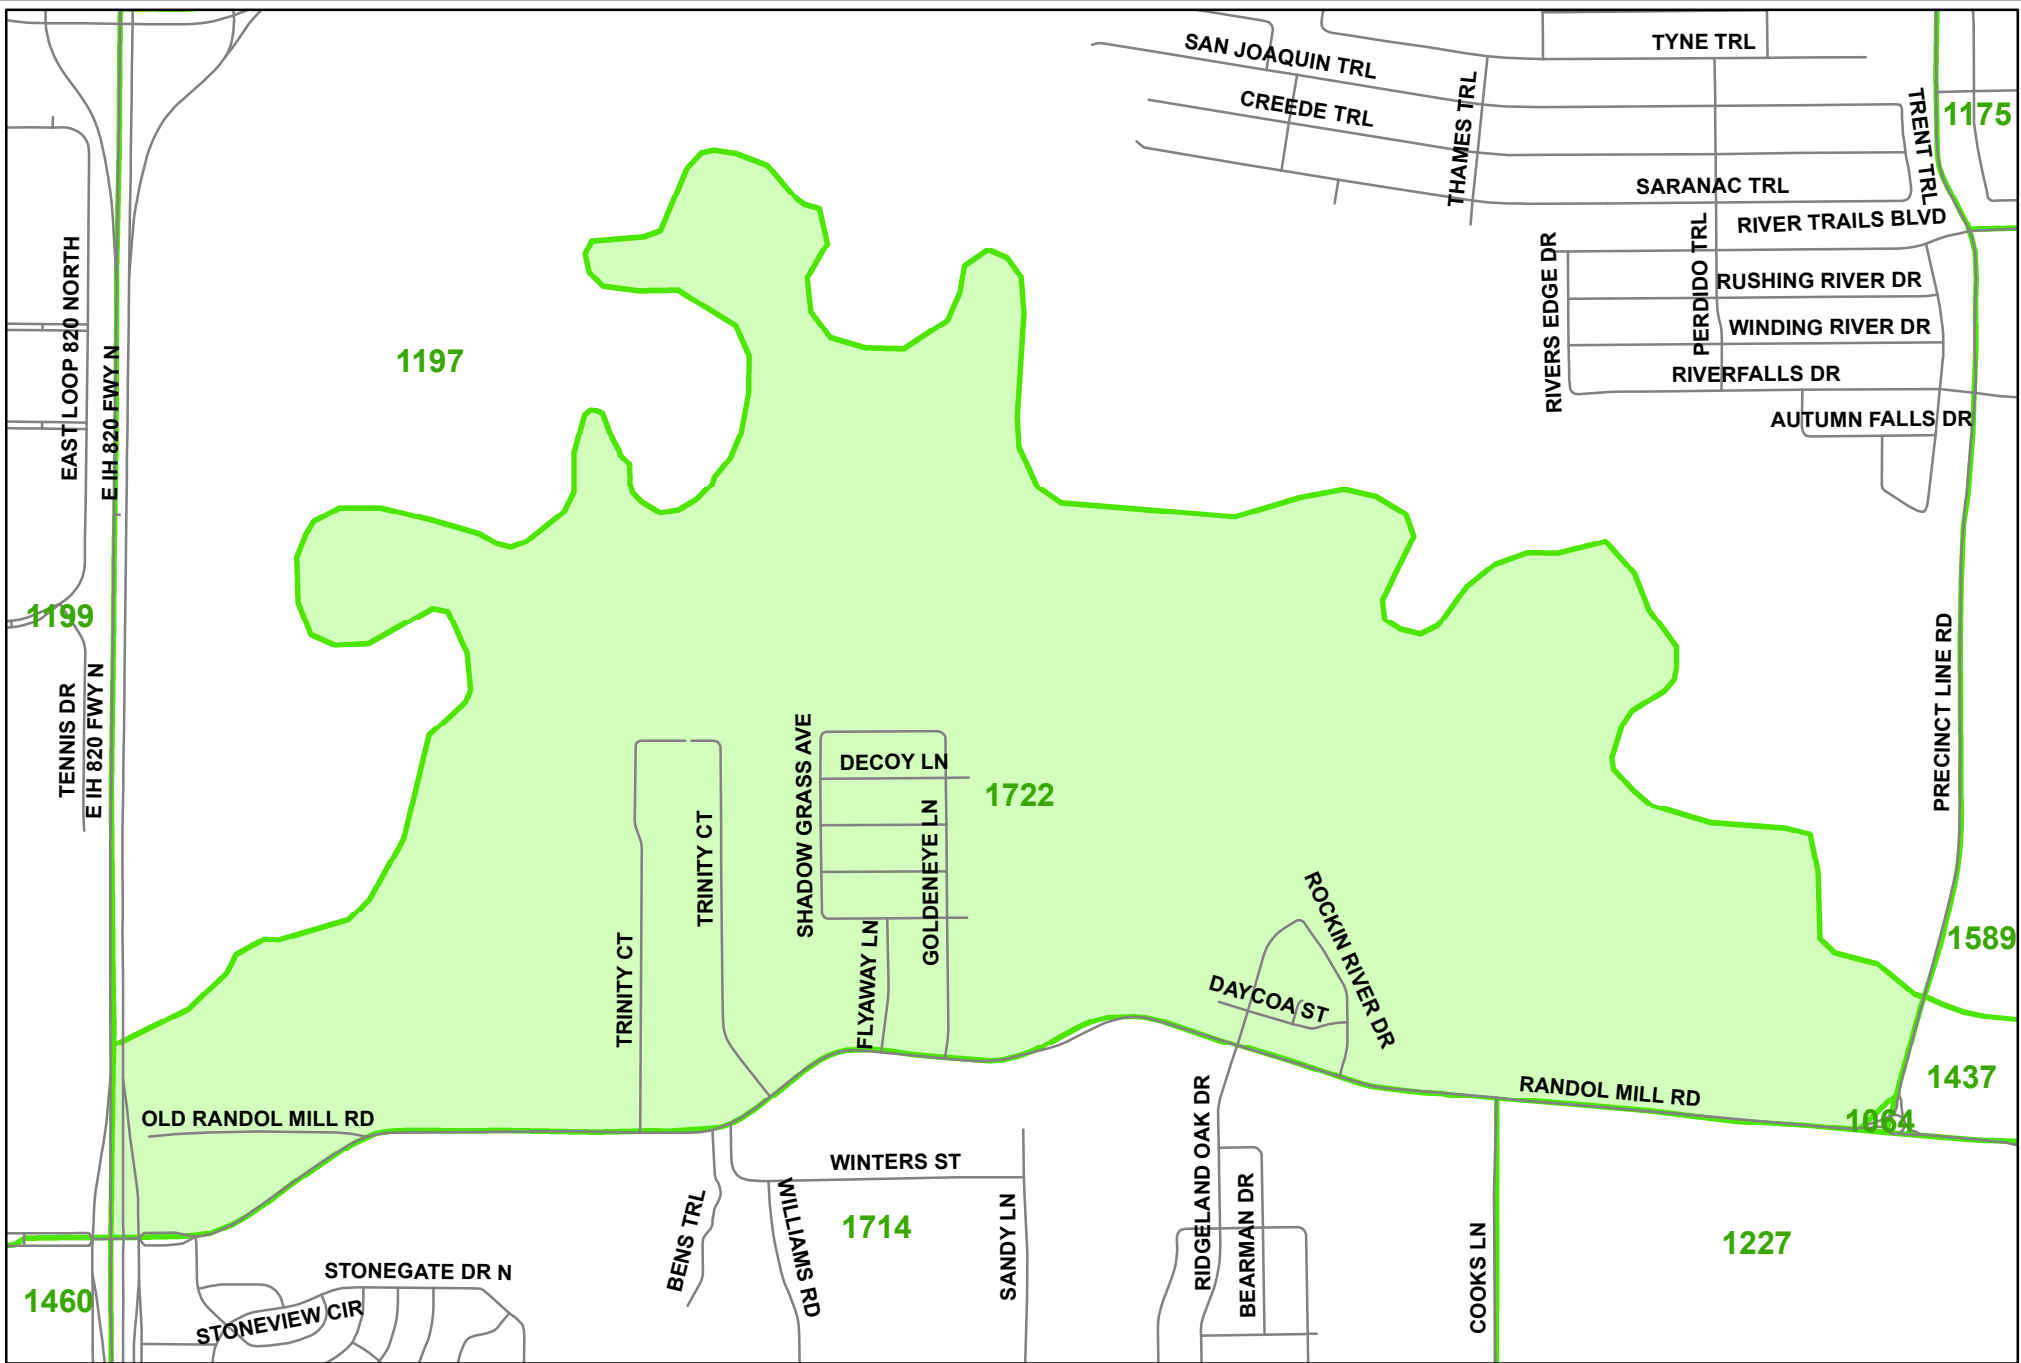 TYNE TRL
SAN JOAQUIN TRL
CREEDE TRL
THAMES TRL
TRENT TRL
1175
SARANAC TRL
RIVER TRAILS BLVD
PERDIDO TRL
RIVERS EDGE DR
RUSHING RIVER DR
WINDING RIVER DR
RIVERFALLS DR
AUTUMN FALLS DR
EAST LOOP 820 NORTH
E IH 820 FWY N
1197
1199
TENNIS DR
E IH 820 FWY N
PRECINCT LINE RD
SHADOW GRASS AVE
DECOY LN
1722
GOLDENEYE LN
TRINITY CT
TRINITY CT
FLYAWAY LN
ROCKIN RIVER DR
DAYCOA ST
1589
1437
1064
RANDOL MILL RD
OLD RANDOL MILL RD
WINTERS ST
BENS TRL
WILLIAMS RD
1714
SANDY LN
RIDGELAND OAK DR
BEARMAN DR
COOKS LN
1227
STONEGATE DR N
STONEVIEW CIR
1460